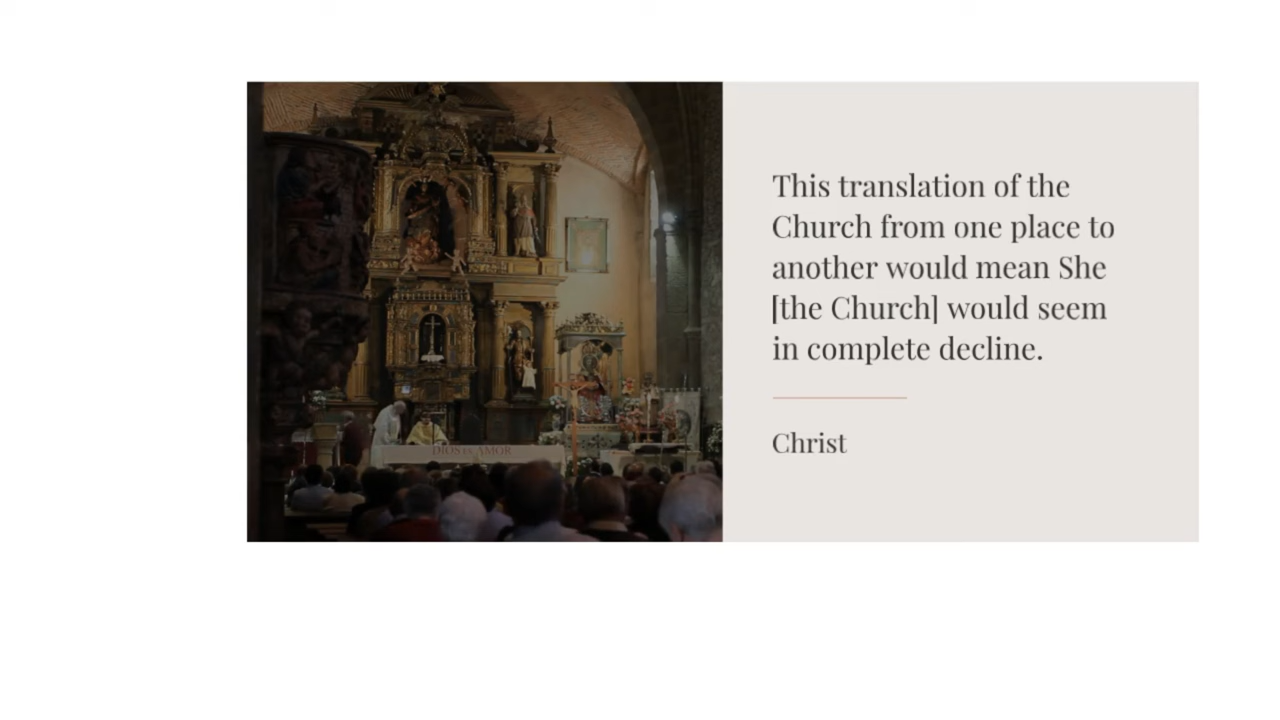 This translation of the
Church from one place to
another would mean She
[the Church] would seem
in complete decline.
Christ
DIOS ES AMOR